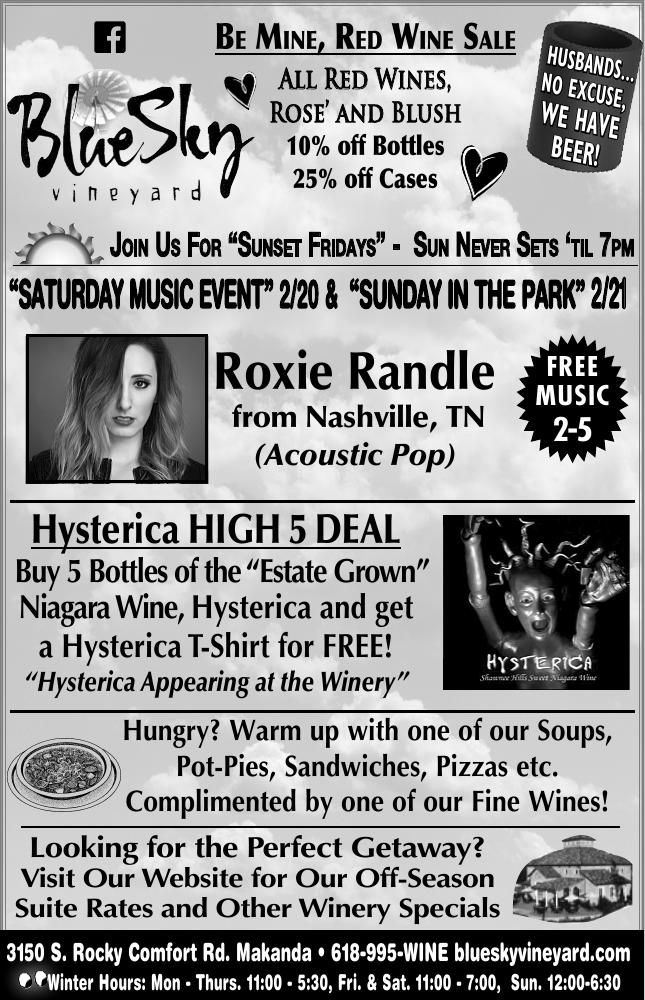 f
BE MINE, RED WINE SALE
ALL RED WINES,
ROSE' AND BLUSH
10% off Bottles
25% off Cases
HUSBANDS...
NO EXCUSE,
WE HAVE
BEER!
BlueSky
vineyard
JOIN US FOR “SUNSET FRIDAYS” - SUN NEVER SETS ‘TIL 7PM
“SATURDAY MUSIC EVENT” 2/20 & “SUNDAY IN THE PARK” 2/21
Roxie Randle
from Nashville, TN
(Acoustic Pop)
FREE
MUSIC
2-5
Hysterica HIGH 5 DEAL
Buy 5 Bottles of the “Estate Grown”
Niagara Wine, Hysterica and get
a Hysterica T-Shirt for FREE!
“Hysterica Appearing at the Winery”
HYSTERICA
Shawnee Hills Sweet Niagara Wine
Hungry? Warm up with one of our Soups,
Pot-Pies, Sandwiches, Pizzas etc.
Complimented by one of our Fine Wines!
Looking for the Perfect Getaway?
Visit Our Website for Our Off-Season
Suite Rates and Other Winery Specials
3150 S. Rocky Comfort Rd. Makanda • 618-995-WINE blueskyvineyard.com
Winter Hours: Mon - Thurs. 11:00 - 5:30, Fri. & Sat. 11:00 - 7:00, Sun. 12:00-6:30